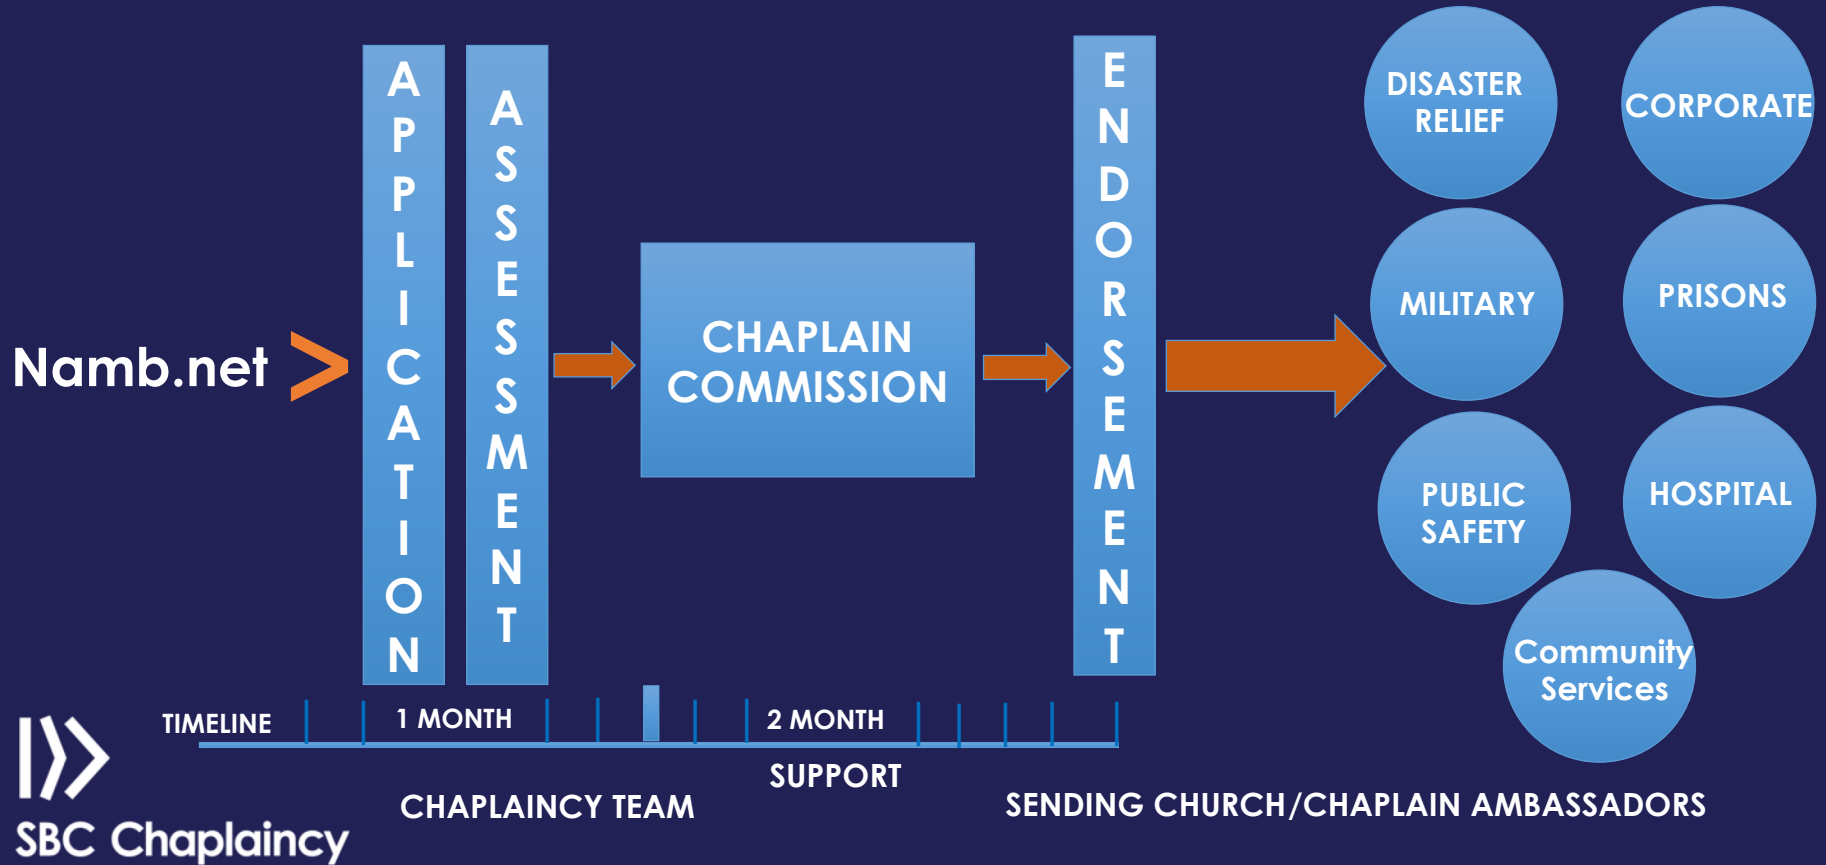 Namb.net >
APPLICATION
ASSESSMENT
CHAPLAIN
COMMISSION
ENDORSEMENT
DISASTER
RELIEF
CORPORATE
MILITARY
PRISONS
PUBLIC
SAFETY
HOSPITAL
Community
Services
TIMELINE
1 MONTH
2 MONTH
SUPPORT
CHAPLAINCY TEAM
SENDING CHURCH/CHAPLAIN AMBASSADORS
SBC Chaplaincy